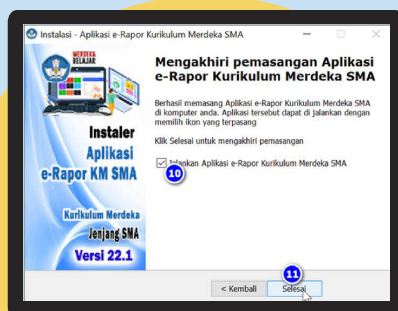 Instalasi - Aplikasi e-Rapor Kurikulum Merdeka SMA
MERDEKA
BELAJAR
Instaler
Aplikasi
e-Rapor KM SMA
Kurikulum Merdeka
Jenjang SMA
Versi 22.1
Mengakhiri pemasangan Aplikasi
e-Rapor Kurikulum Merdeka SMA
Berhasil memasang Aplikasi e-Rapor Kurikulum Merdeka SMA
di komputer anda. Aplikasi tersebut dapat di jalankan dengan
memilih ikon yang terpasang
Klik Selesai untuk mengakhiri pemasangan
Jalankan Aplikasi e-Rapor Kurikulum Merdeka SMA
10
11
< Kembali
Selesai